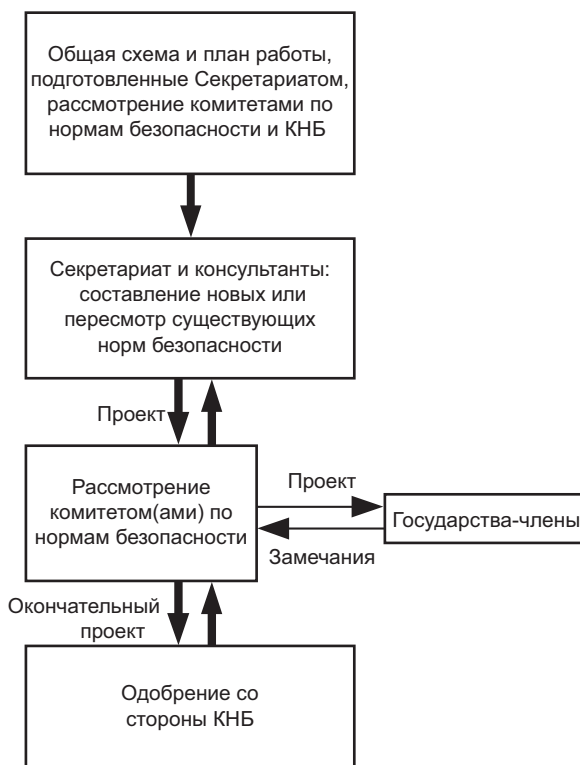 Общая схема и план работы,
подготовленные Секретариатом,
рассмотрение комитетами по
нормам безопасности и КНБ
Секретариат и консультанты:
составление новых или
пересмотр существующих
норм безопасности
Проект
Рассмотрение
комитетом(ами) по
нормам безопасности
Проект
Государства-члены
Замечания
Окончательный
проект
Одобрение со
стороны КНБ